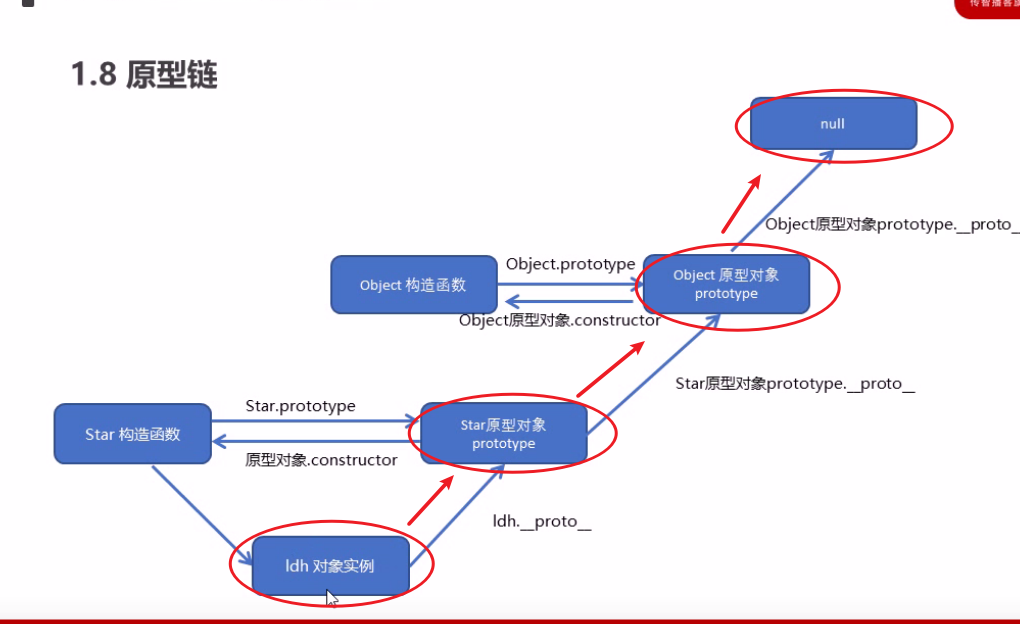 1.8 原型链
null
Object原型对象prototype.__proto_
Object.prototype
Object 构造函数
Object 原型对象
prototype
Object原型对象.constructor
Star原型对象prototype.__proto__
Star.prototype
Star 构造函数
Star原型对象
prototype
原型对象.constructor
ldh.__proto__
ldh 对象实例